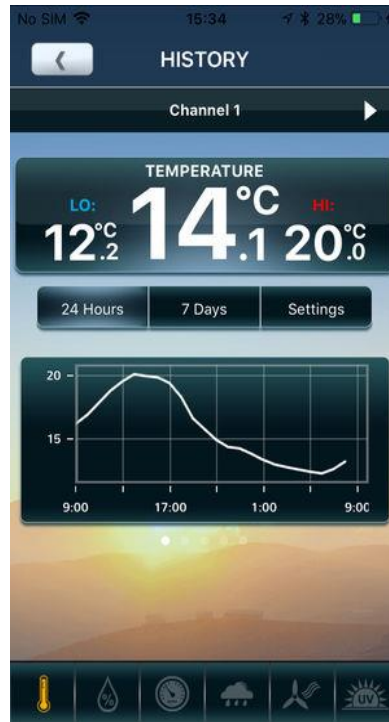 No SIM 15:34 28%
HISTORY
Channel 1
TEMPERATURE
LO: 12.2°C 14.1°C HI: 20.0°C
24 Hours 7 Days Settings
20
15
9:00 17:00 1:00 9:00
%
UV